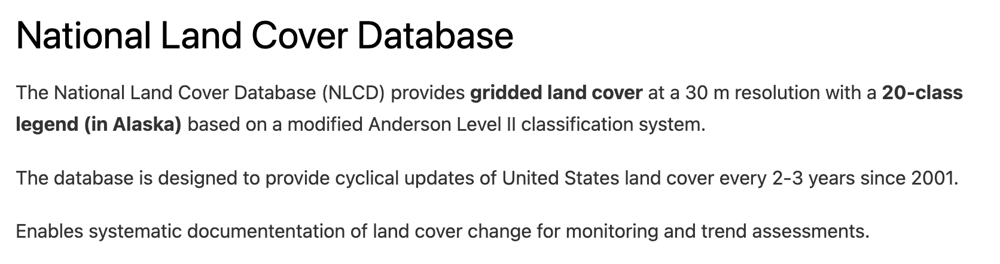 National Land Cover Database
The National Land Cover Database (NLCD) provides gridded land cover at a 30 m resolution with a 20-class
legend (in Alaska) based on a modified Anderson Level II classification system.
The database is designed to provide cyclical updates of United States land cover every 2-3 years since 2001.
Enables systematic documententation of land cover change for monitoring and trend assessments.